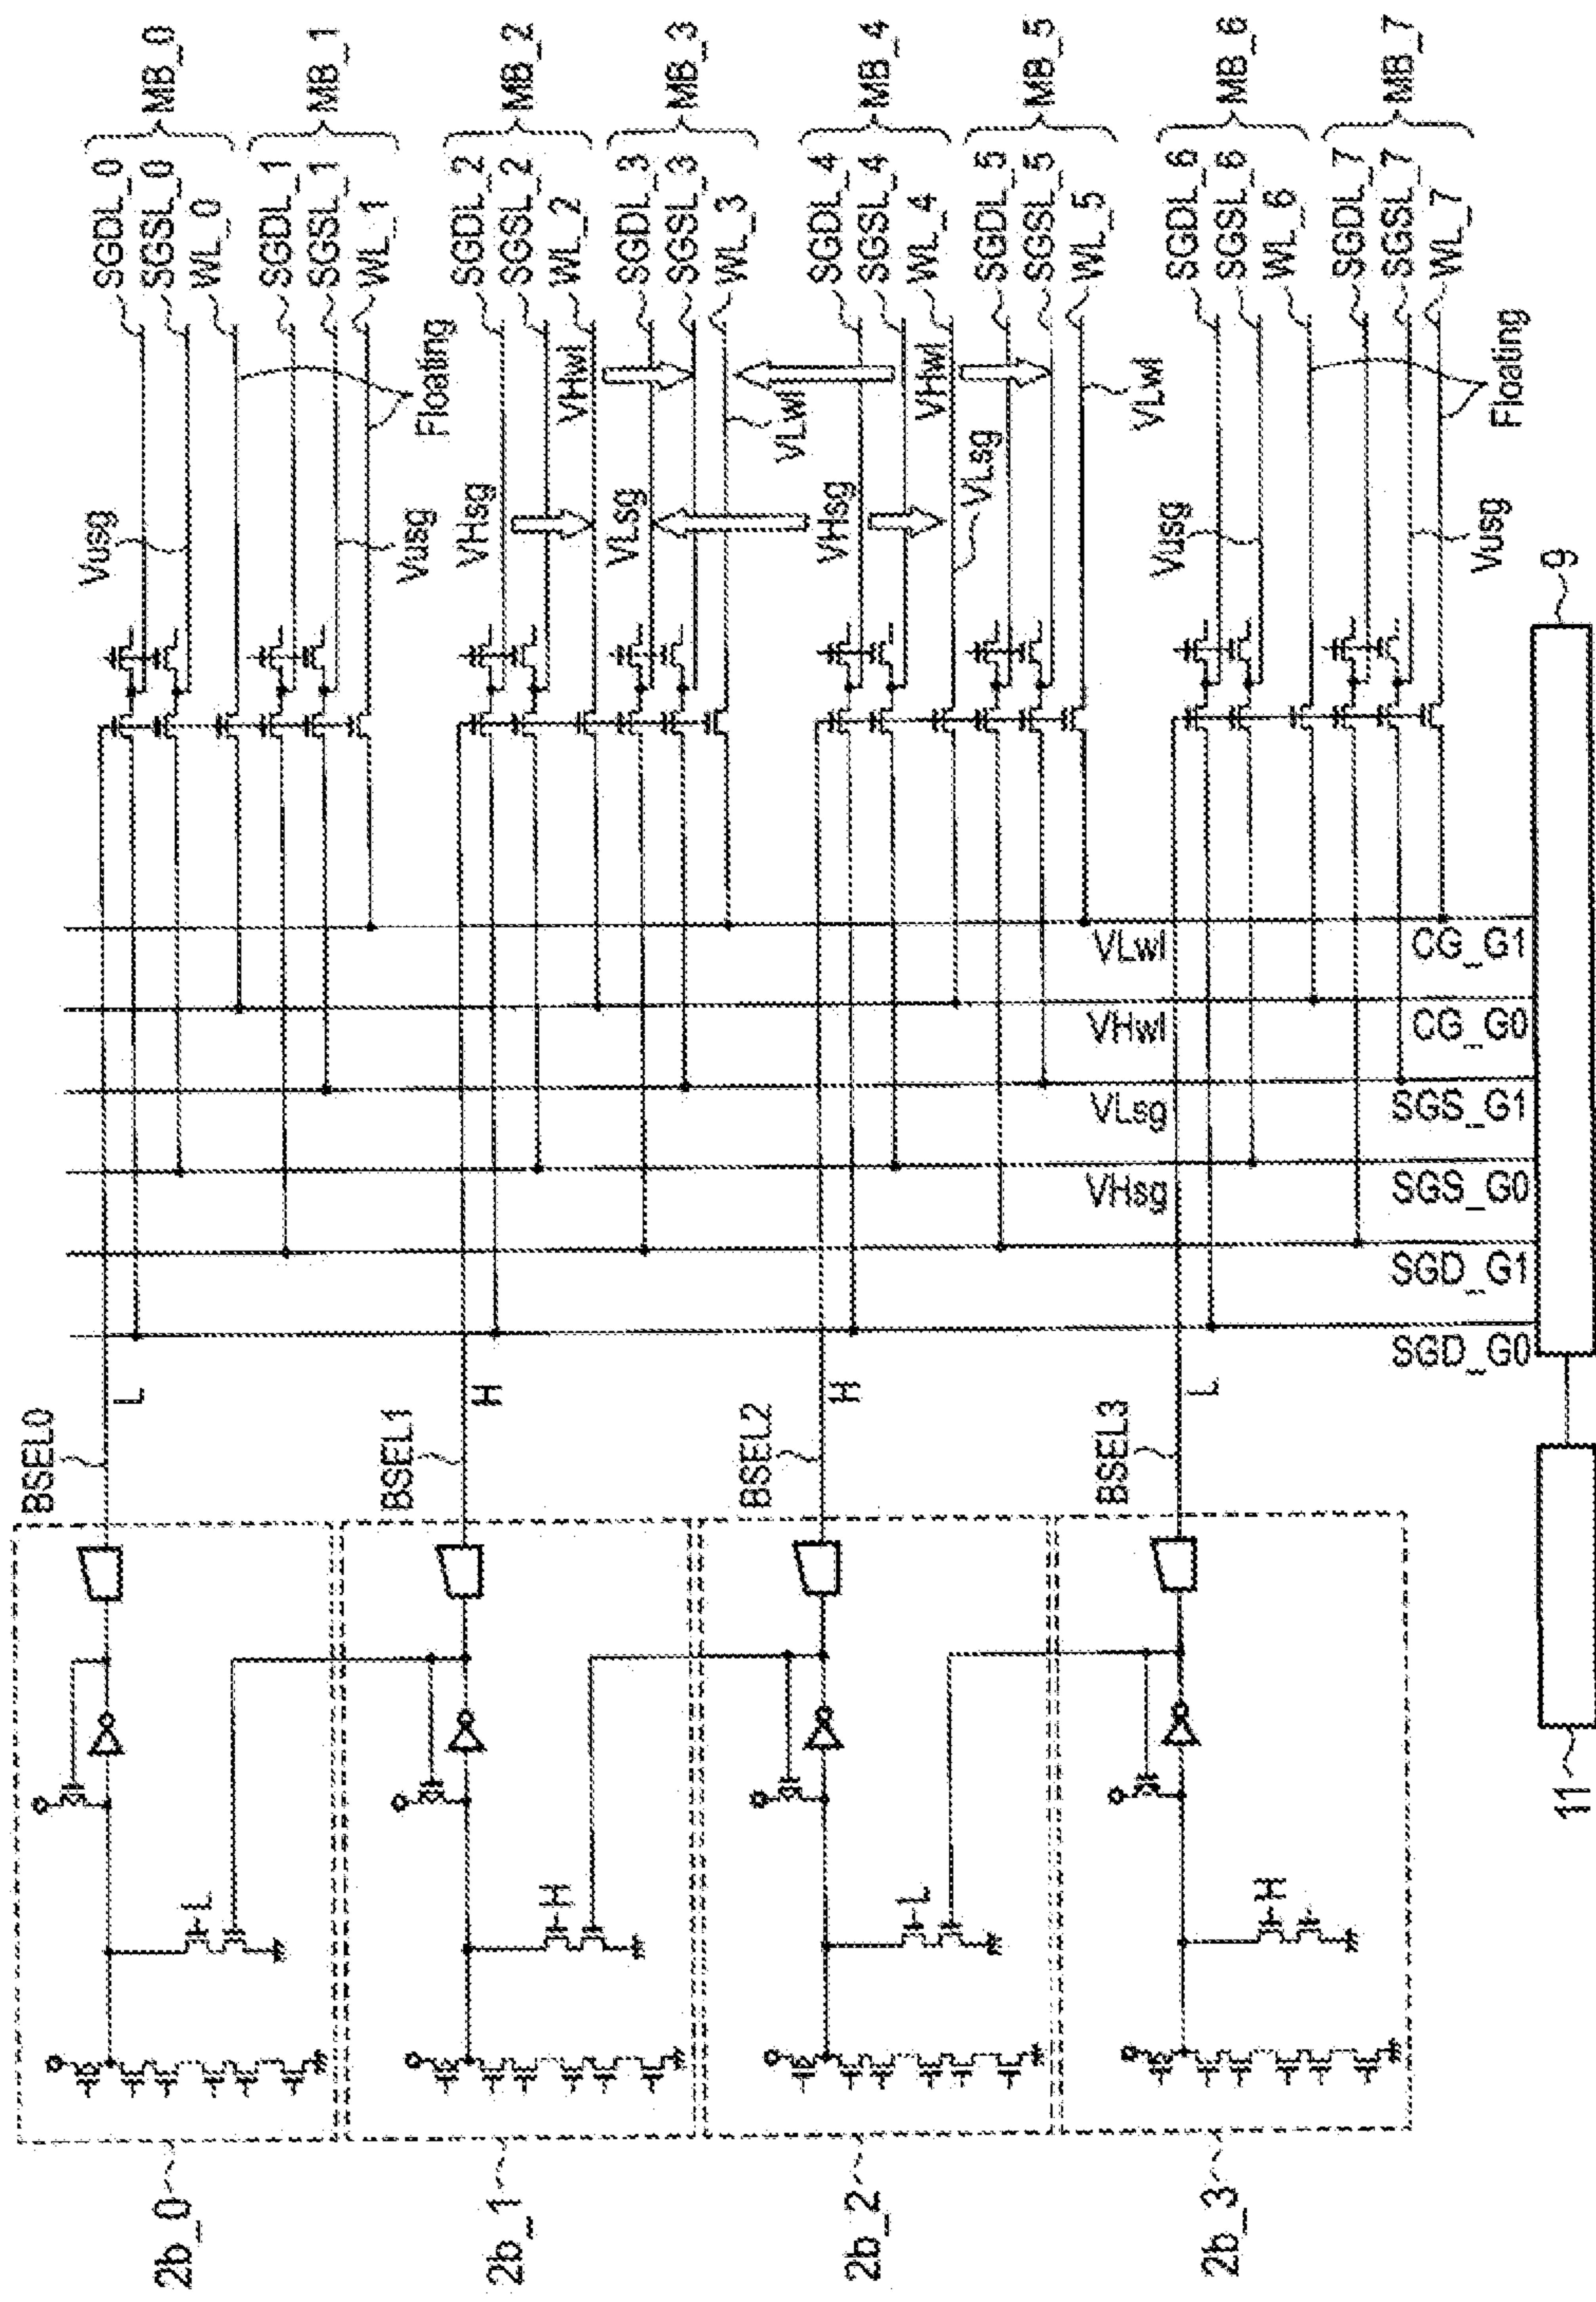 2b_0
2b_1
2b_2
2b_3
BSEL0
BSEL1
BSEL2
BSEL3
L
H
H
L
L
H
L
H
SGD_G0
SGD_G1
SGS_G0
SGS_G1
CG_G0
CG_G1
VHsg
VLsg
VHwl
VLwl
11
9
Vusg
Vusg
VHsg
VLsg
VHsg
VLsg
Vusg
Vusg
Floating
VHwl
VLwl
VHwl
VLwl
Floating
SGDL_0
SGSL_0
WL_0
SGDL_1
SGSL_1
WL_1
SGDL_2
SGSL_2
WL_2
SGDL_3
SGSL_3
WL_3
SGDL_4
SGSL_4
WL_4
SGDL_5
SGSL_5
WL_5
SGDL_6
SGSL_6
WL_6
SGDL_7
SGSL_7
WL_7
MB_0
MB_1
MB_2
MB_3
MB_4
MB_5
MB_6
MB_7